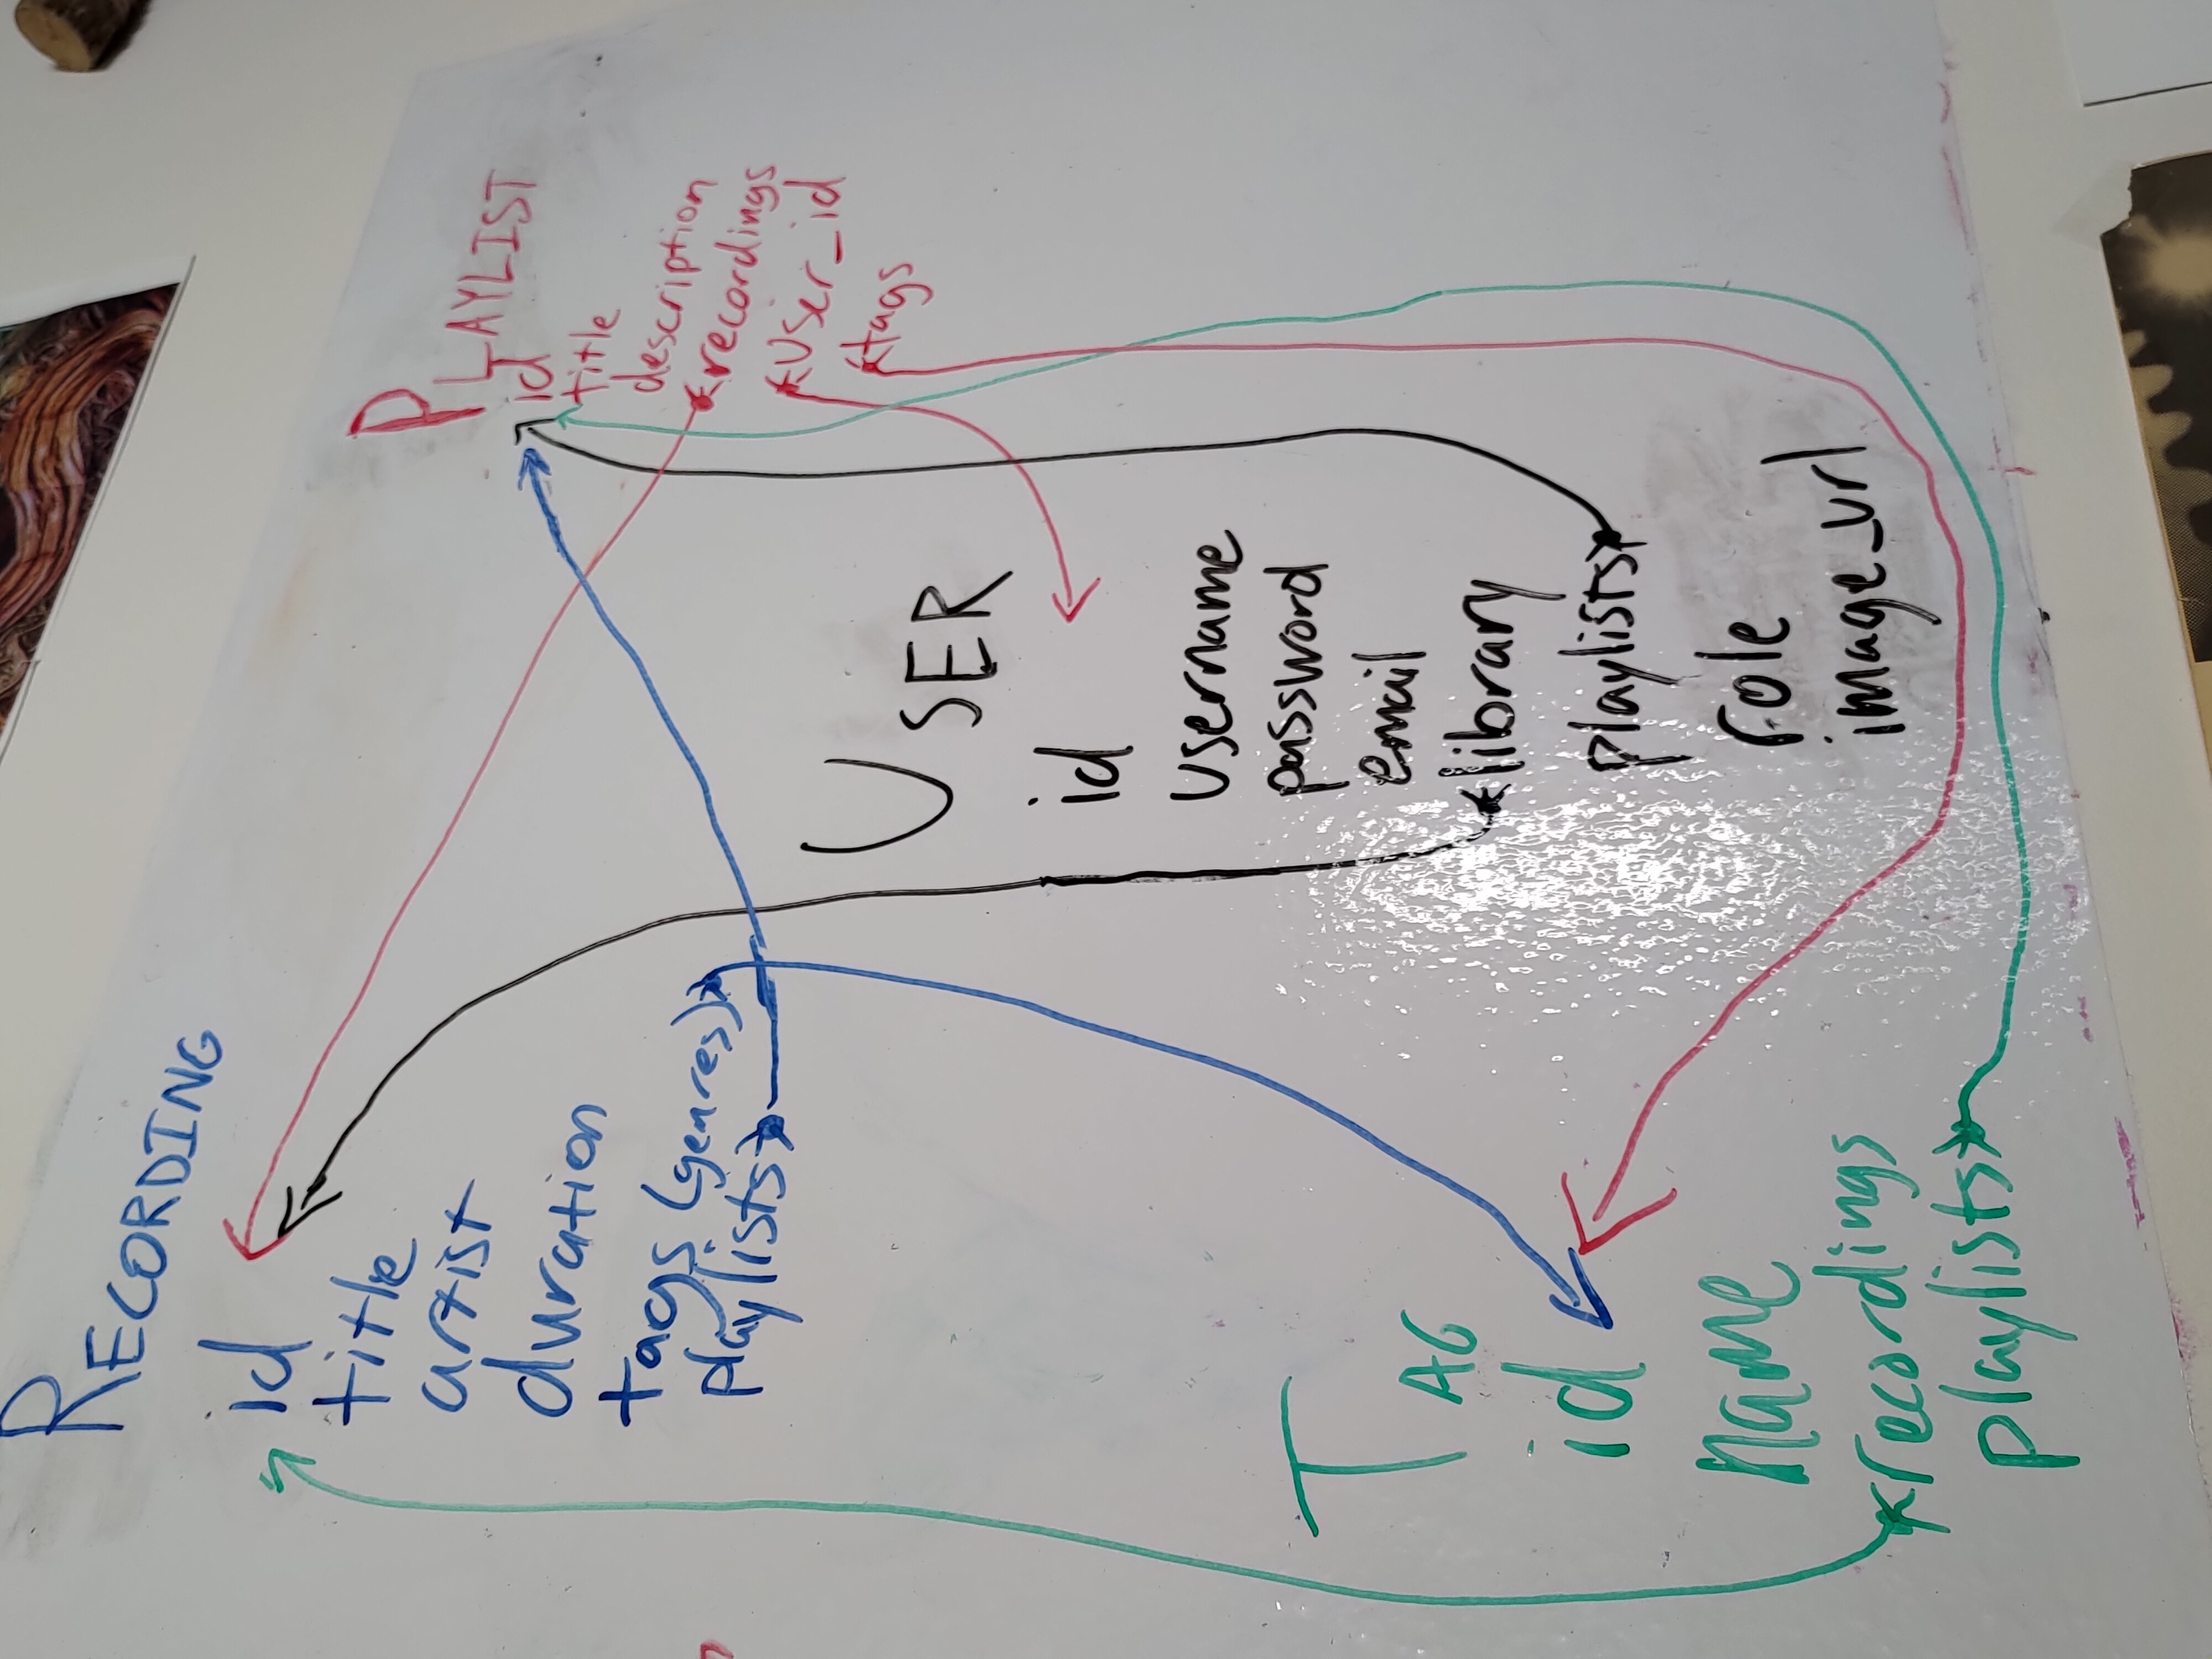 RECORDING
id
title
artist
duration
tags (genres)
playlists
PLAYLIST
id
title
description
recordings
user_id
tags
USER
id
username
password
email
library
playlists
role
image_url
TAG
id
name
recordings
playlists